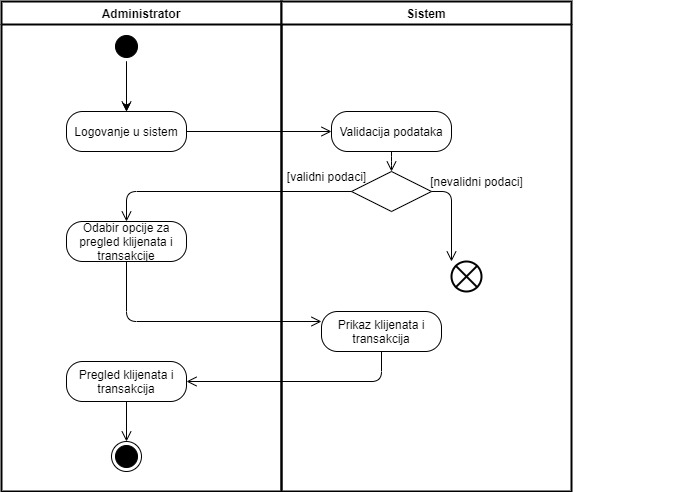 Administrator
Sistem
Logovanje u sistem
Validacija podataka
[validni podaci]
[nevalidni podaci]
Odabir opcije za
pregled klijenata i
transakcije
Prikaz klijenata i
transakcija
Pregled klijenata i
transakcija